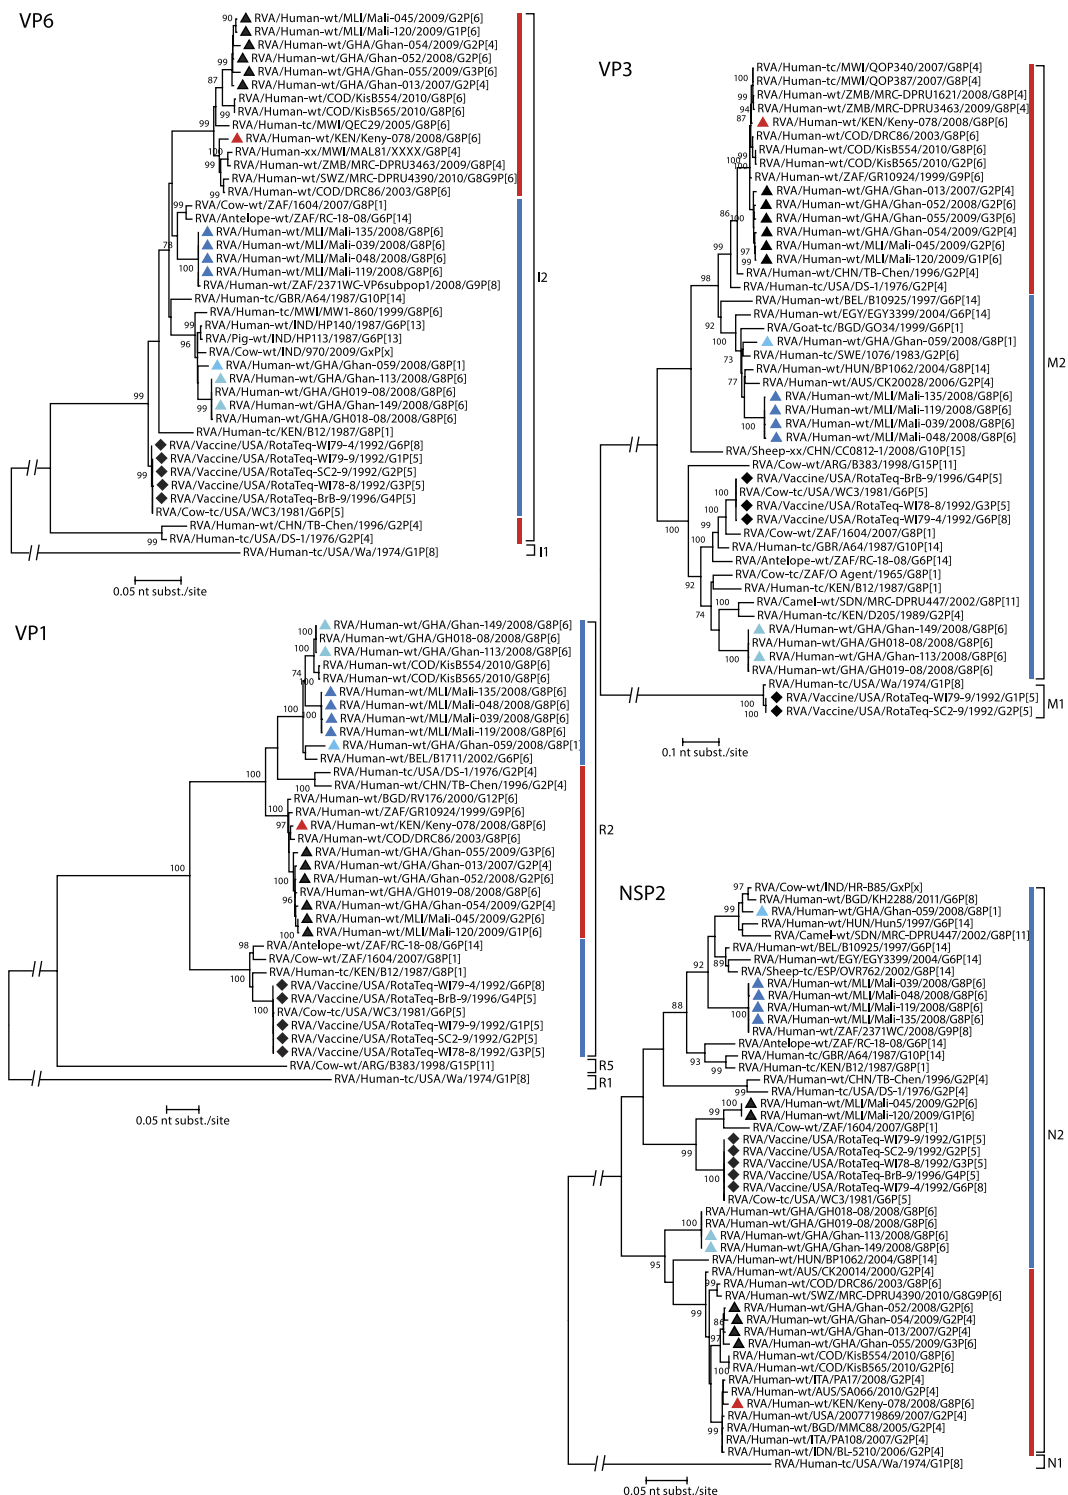 VP6
90
RVA/Human-wt/MLI/Mali-045/2009/G2P[6]
RVA/Human-wt/MLI/Mali-120/2009/G1P[6]
RVA/Human-wt/GHA/Ghan-054/2009/G2P[4]
RVA/Human-wt/GHA/Ghan-052/2008/G2P[6]
99
RVA/Human-wt/GHA/Ghan-055/2009/G3P[6]
87
RVA/Human-wt/GHA/Ghan-013/2007/G2P[4]
99
RVA/Human-wt/COD/KisB554/2010/G8P[6]
RVA/Human-wt/COD/KisB565/2010/G2P[6]
99
RVA/Human-tc/MWI/QEC29/2005/G8P[6]
RVA/Human-wt/KEN/Keny-078/2008/G8P[6]
100
RVA/Human-xx/MWI/MAL81/XXXX/G8P[4]
99
RVA/Human-wt/ZMB/MRC-DPRU3463/2009/G8P[4]
RVA/Human-wt/SWZ/MRC-DPRU4390/2010/G8G9P[6]
99
RVA/Human-wt/COD/DRC86/2003/G8P[6]
99
RVA/Cow-wt/ZAF/1604/2007/G8P[1]
RVA/Antelope-wt/ZAF/RC-18-08/G6P[14]
RVA/Human-wt/MLI/Mali-135/2008/G8P[6]
78
RVA/Human-wt/MLI/Mali-039/2008/G8P[6]
RVA/Human-wt/MLI/Mali-048/2008/G8P[6]
100
RVA/Human-wt/MLI/Mali-119/2008/G8P[6]
RVA/Human-wt/ZAF/2371WC-VP6subpop1/2008/G9P[8]
I2
RVA/Human-tc/GBR/A64/1987/G10P[14]
RVA/Human-tc/MWI/MW1-860/1999/G8P[6]
99
RVA/Human-wt/IND/HP140/1987/G6P[13]
RVA/Pig-wt/IND/HP113/1987/G6P[13]
96
RVA/Cow-wt/IND/970/2009/GxP[x]
RVA/Human-wt/GHA/Ghan-059/2008/G8P[1]
RVA/Human-wt/GHA/Ghan-113/2008/G8P[6]
99
RVA/Human-wt/GHA/GH019-08/2008/G8P[6]
99
RVA/Human-wt/GHA/Ghan-149/2008/G8P[6]
RVA/Human-wt/GHA/GH018-08/2008/G8P[6]
RVA/Human-tc/KEN/B12/1987/G8P[1]
RVA/Vaccine/USA/RotaTeq-WI79-4/1992/G6P[8]
RVA/Vaccine/USA/RotaTeq-WI79-9/1992/G1P[5]
RVA/Vaccine/USA/RotaTeq-SC2-9/1992/G2P[5]
99
RVA/Vaccine/USA/RotaTeq-WI78-8/1992/G3P[5]
RVA/Vaccine/USA/RotaTeq-BrB-9/1996/G4P[5]
RVA/Cow-tc/USA/WC3/1981/G6P[5]
RVA/Human-wt/CHN/TB-Chen/1996/G2P[4]
99
RVA/Human-tc/USA/DS-1/1976/G2P[4]
RVA/Human-tc/USA/Wa/1974/G1P[8]
I1
0.05 nt subst./site
VP3
RVA/Human-tc/MWI/QOP340/2007/G8P[4]
100
RVA/Human-tc/MWI/QOP387/2007/G8P[4]
99
RVA/Human-wt/ZMB/MRC-DPRU1621/2008/G8P[4]
94
RVA/Human-wt/ZMB/MRC-DPRU3463/2009/G8P[4]
87
RVA/Human-wt/KEN/Keny-078/2008/G8P[6]
RVA/Human-wt/COD/DRC86/2003/G8P[6]
99
RVA/Human-wt/COD/KisB554/2010/G8P[6]
100
100
RVA/Human-wt/COD/KisB565/2010/G2P[6]
RVA/Human-wt/ZAF/GR10924/1999/G9P[6]
RVA/Human-wt/GHA/Ghan-013/2007/G2P[4]
RVA/Human-wt/GHA/Ghan-052/2008/G2P[6]
86
100
RVA/Human-wt/GHA/Ghan-055/2009/G3P[6]
RVA/Human-wt/GHA/Ghan-054/2009/G2P[4]
99
97
RVA/Human-wt/MLI/Mali-045/2009/G2P[6]
99
RVA/Human-wt/MLI/Mali-120/2009/G1P[6]
98
RVA/Human-wt/CHN/TB-Chen/1996/G2P[4]
RVA/Human-tc/USA/DS-1/1976/G2P[4]
RVA/Human-wt/BEL/B10925/1997/G6P[14]
RVA/Human-wt/EGY/EGY3399/2004/G6P[14]
92
RVA/Goat-tc/BGD/GO34/1999/G6P[1]
100
RVA/Human-wt/GHA/Ghan-059/2008/G8P[1]
73
RVA/Human-tc/SWE/1076/1983/G2P[6]
M2
RVA/Human-wt/HUN/BP1062/2004/G8P[14]
77
RVA/Human-wt/AUS/CK20028/2006/G2P[4]
RVA/Human-wt/MLI/Mali-135/2008/G8P[6]
RVA/Human-wt/MLI/Mali-119/2008/G8P[6]
RVA/Human-wt/MLI/Mali-039/2008/G8P[6]
100
RVA/Human-wt/MLI/Mali-048/2008/G8P[6]
RVA/Sheep-xx/CHN/CC0812-1/2008/G10P[15]
RVA/Cow-wt/ARG/B383/1998/G15P[11]
RVA/Vaccine/USA/RotaTeq-BrB-9/1996/G4P[5]
RVA/Cow-tc/USA/WC3/1981/G6P[5]
100
RVA/Vaccine/USA/RotaTeq-WI78-8/1992/G3P[5]
100
99
RVA/Vaccine/USA/RotaTeq-WI79-4/1992/G6P[8]
RVA/Cow-wt/ZAF/1604/2007/G8P[1]
100
RVA/Human-tc/GBR/A64/1987/G10P[14]
RVA/Antelope-wt/ZAF/RC-18-08/G6P[14]
RVA/Cow-tc/ZAF/O Agent/1965/G8P[1]
92
RVA/Human-tc/KEN/B12/1987/G8P[1]
100
RVA/Camel-wt/SDN/MRC-DPRU447/2002/G8P[11]
74
RVA/Human-tc/KEN/D205/1989/G2P[4]
RVA/Human-wt/GHA/Ghan-149/2008/G8P[6]
RVA/Human-wt/GHA/GH018-08/2008/G8P[6]
RVA/Human-wt/GHA/Ghan-113/2008/G8P[6]
100
RVA/Human-wt/GHA/GH019-08/2008/G8P[6]
RVA/Human-tc/USA/Wa/1974/G1P[8]
100
RVA/Vaccine/USA/RotaTeq-WI79-9/1992/G1P[5]
M1
100
RVA/Vaccine/USA/RotaTeq-SC2-9/1992/G2P[5]
0.1 nt subst./site
VP1
RVA/Human-wt/GHA/Ghan-149/2008/G8P[6]
100
RVA/Human-wt/GHA/GH018-08/2008/G8P[6]
100
RVA/Human-wt/GHA/Ghan-113/2008/G8P[6]
RVA/Human-wt/COD/KisB554/2010/G8P[6]
74
100
RVA/Human-wt/COD/KisB565/2010/G8P[6]
RVA/Human-wt/MLI/Mali-135/2008/G8P[6]
RVA/Human-wt/MLI/Mali-048/2008/G8P[6]
100
RVA/Human-wt/MLI/Mali-039/2008/G8P[6]
RVA/Human-wt/MLI/Mali-119/2008/G8P[6]
RVA/Human-wt/GHA/Ghan-059/2008/G8P[1]
RVA/Human-wt/BEL/B1711/2002/G6P[6]
100
RVA/Human-tc/USA/DS-1/1976/G2P[4]
100
RVA/Human-wt/CHN/TB-Chen/1996/G2P[4]
RVA/Human-wt/BGD/RV176/2000/G12P[6]
100
RVA/Human-wt/ZAF/GR10924/1999/G9P[6]
97
RVA/Human-wt/KEN/Keny-078/2008/G8P[6]
R2
RVA/Human-wt/COD/DRC86/2003/G8P[6]
RVA/Human-wt/GHA/Ghan-055/2009/G3P[6]
100
RVA/Human-wt/GHA/Ghan-013/2007/G2P[4]
100
RVA/Human-wt/GHA/Ghan-052/2008/G2P[6]
RVA/Human-wt/GHA/GH019-08/2008/G8P[6]
96
RVA/Human-wt/GHA/Ghan-054/2009/G2P[4]
RVA/Human-wt/MLI/Mali-045/2009/G2P[6]
100
RVA/Human-wt/MLI/Mali-120/2009/G1P[6]
98
RVA/Antelope-wt/ZAF/RC-18-08/G6P[14]
RVA/Cow-wt/ZAF/1604/2007/G8P[1]
RVA/Human-tc/KEN/B12/1987/G8P[1]
100
RVA/Vaccine/USA/RotaTeq-WI79-4/1992/G6P[8]
RVA/Vaccine/USA/RotaTeq-BrB-9/1996/G4P[5]
100
RVA/Cow-tc/USA/WC3/1981/G6P[5]
RVA/Vaccine/USA/RotaTeq-WI79-9/1992/G1P[5]
RVA/Vaccine/USA/RotaTeq-SC2-9/1992/G2P[5]
RVA/Vaccine/USA/RotaTeq-WI78-8/1992/G3P[5]
RVA/Cow-wt/ARG/B383/1998/G15P[11]
R5
RVA/Human-tc/USA/Wa/1974/G1P[8]
R1
0.05 nt subst./site
NSP2
97
RVA/Cow-wt/IND/HR-B85/GxP[x]
RVA/Human-wt/BGD/KH2288/2011/G6P[8]
99
RVA/Human-wt/GHA/Ghan-059/2008/G8P[1]
RVA/Human-wt/HUN/Hun5/1997/G6P[14]
RVA/Camel-wt/SDN/MRC-DPRU447/2002/G8P[11]
RVA/Human-wt/BEL/B10925/1997/G6P[14]
92
89
RVA/Human-wt/EGY/EGY3399/2004/G6P[14]
RVA/Sheep-tc/ESP/OVR762/2002/G8P[14]
RVA/Human-wt/MLI/Mali-039/2008/G8P[6]
RVA/Human-wt/MLI/Mali-048/2008/G8P[6]
88
RVA/Human-wt/MLI/Mali-119/2008/G8P[6]
100
RVA/Human-wt/MLI/Mali-135/2008/G8P[6]
RVA/Human-wt/ZAF/2371WC/2008/G9P[8]
RVA/Antelope-wt/ZAF/RC-18-08/G6P[14]
93
RVA/Human-tc/GBR/A64/1987/G10P[14]
99
RVA/Human-tc/KEN/B12/1987/G8P[1]
RVA/Human-wt/CHN/TB-Chen/1996/G2P[4]
99
RVA/Human-tc/USA/DS-1/1976/G2P[4]
100
RVA/Human-wt/MLI/Mali-045/2009/G2P[6]
99
RVA/Human-wt/MLI/Mali-120/2009/G1P[6]
RVA/Cow-wt/ZAF/1604/2007/G8P[1]
N2
RVA/Vaccine/USA/RotaTeq-WI79-9/1992/G1P[5]
99
RVA/Vaccine/USA/RotaTeq-SC2-9/1992/G2P[5]
RVA/Vaccine/USA/RotaTeq-WI78-8/1992/G3P[5]
100
RVA/Vaccine/USA/RotaTeq-BrB-9/1996/G4P[5]
RVA/Vaccine/USA/RotaTeq-WI79-4/1992/G6P[8]
RVA/Cow-tc/USA/WC3/1981/G6P[5]
RVA/Human-wt/GHA/GH018-08/2008/G8P[6]
100
RVA/Human-wt/GHA/GH019-08/2008/G8P[6]
RVA/Human-wt/GHA/Ghan-113/2008/G8P[6]
RVA/Human-wt/GHA/Ghan-149/2008/G8P[6]
95
RVA/Human-wt/HUN/BP1062/2004/G8P[14]
RVA/Human-wt/AUS/CK20014/2000/G2P[4]
99
RVA/Human-wt/COD/DRC86/2003/G8P[6]
RVA/Human-wt/SWZ/MRC-DPRU4390/2010/G8G9P[6]
99
RVA/Human-wt/GHA/Ghan-052/2008/G2P[6]
86
RVA/Human-wt/GHA/Ghan-054/2009/G2P[4]
RVA/Human-wt/GHA/Ghan-013/2007/G2P[4]
97
RVA/Human-wt/GHA/Ghan-055/2009/G3P[6]
RVA/Human-wt/COD/KisB554/2010/G8P[6]
100
RVA/Human-wt/COD/KisB565/2010/G2P[6]
RVA/Human-wt/ITA/PA17/2008/G2P[4]
RVA/Human-wt/AUS/SA066/2010/G2P[4]
RVA/Human-wt/KEN/Keny-078/2008/G8P[6]
RVA/Human-wt/USA/2007719869/2007/G2P[4]
99
RVA/Human-wt/BGD/MMC88/2005/G2P[4]
RVA/Human-wt/ITA/PA108/2007/G2P[4]
RVA/Human-wt/IDN/BL-5210/2006/G2P[4]
RVA/Human-tc/USA/Wa/1974/G1P[8]
N1
0.05 nt subst./site